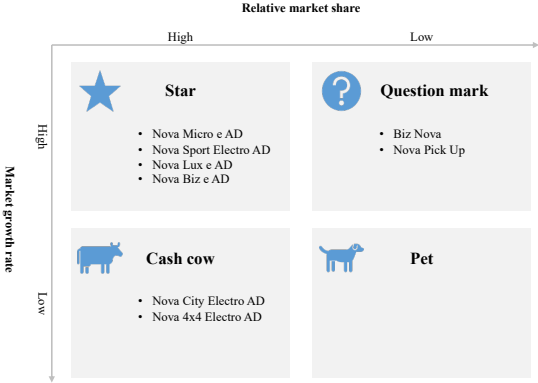 Relative market share
High
Low
Market growth rate
High
Low
Star
• Nova Micro e AD
• Nova Sport Electro AD
• Nova Lux e AD
• Nova Biz e AD
Question mark
• Biz Nova
• Nova Pick Up
Cash cow
• Nova City Electro AD
• Nova 4x4 Electro AD
Pet